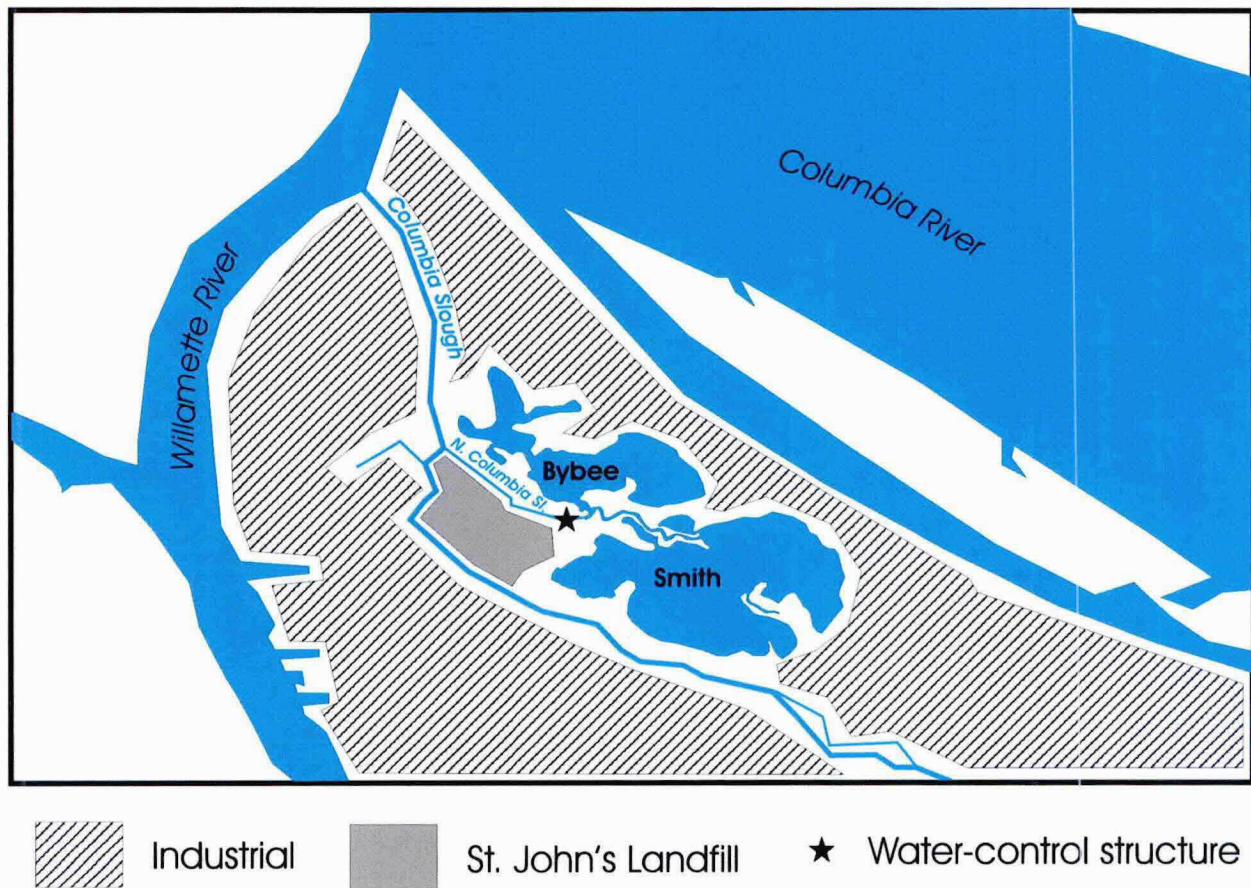 Columbia River
Columbia Slough
Willamette River
N. Columbia Sl.
Bybee
Smith
Industrial
St. John's Landfill
Water-control structure